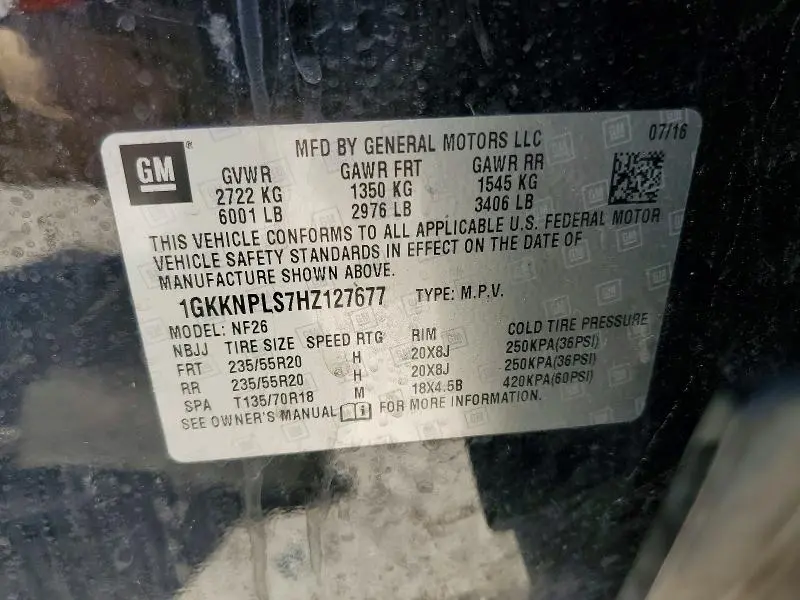 GM
MFD BY GENERAL MOTORS LLC 07/16
GVWR GAWR FRT GAWR RR
2722 KG 1350 KG 1545 KG
6001 LB 2976 LB 3406 LB
THIS VEHICLE CONFORMS TO ALL APPLICABLE U.S. FEDERAL MOTOR
VEHICLE SAFETY STANDARDS IN EFFECT ON THE DATE OF
MANUFACTURE SHOWN ABOVE.
1GKKNPLS7HZ127677 TYPE: M.P.V.
MODEL: NF26
NBJJ TIRE SIZE SPEED RTG RIM COLD TIRE PRESSURE
FRT 235/55R20 H 20X8J 250KPA(36PSI)
RR 235/55R20 H 20X8J 250KPA(36PSI)
SPA T135/70R18 M 18X4.5B 420KPA(60PSI)
SEE OWNER'S MANUAL FOR MORE INFORMATION.